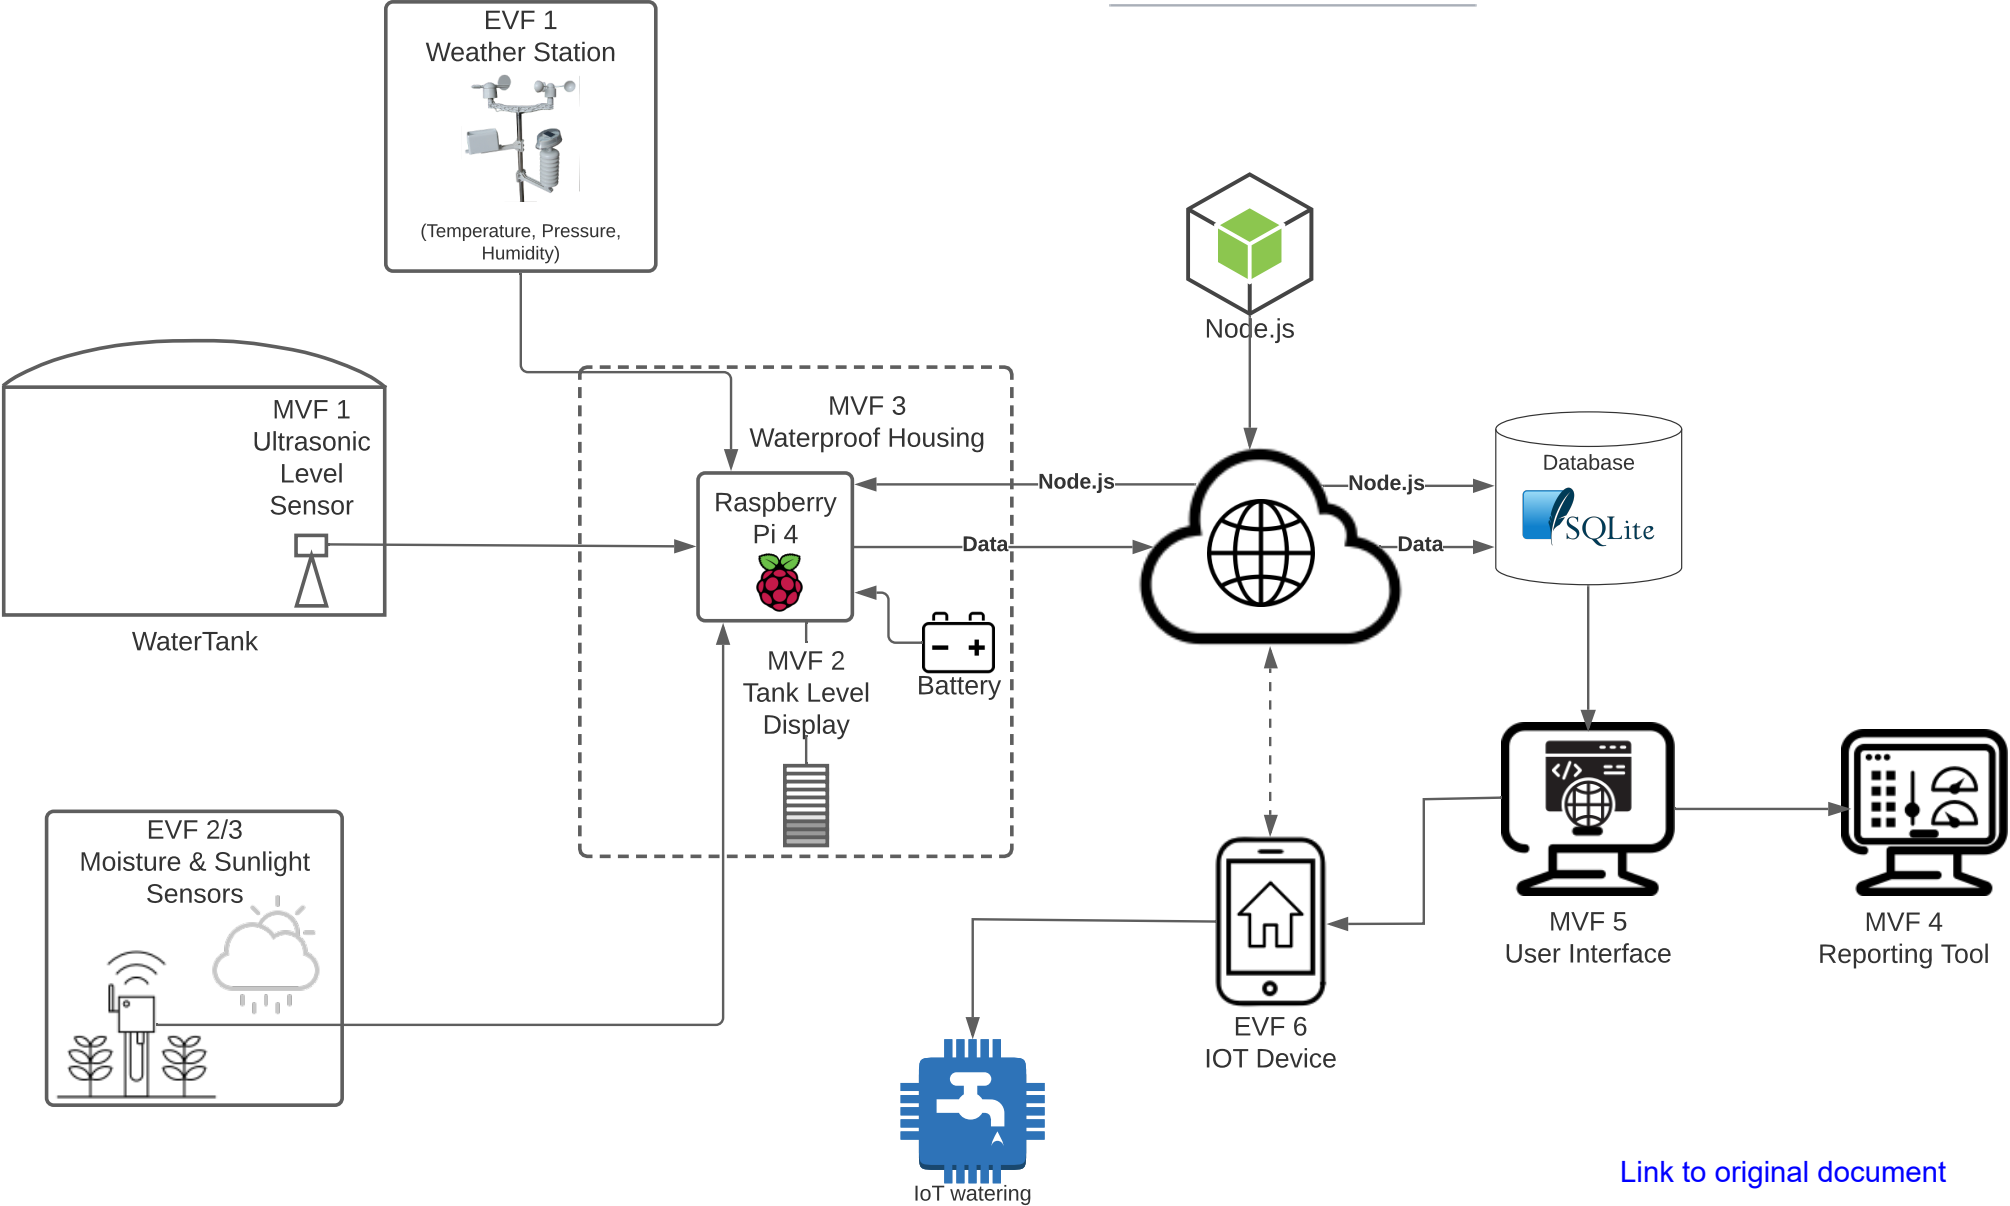 EVF 1
Weather Station
(Temperature, Pressure,
Humidity)
Node.js
MVF 1
Ultrasonic
Level
Sensor
WaterTank
MVF 3
Waterproof Housing
Raspberry
Pi 4
Node.js
Data
Node.js
Data
Database
SQLite
Battery
MVF 2
Tank Level
Display
EVF 2/3
Moisture & Sunlight
Sensors
</>
MVF 5
User Interface
MVF 4
Reporting Tool
EVF 6
IOT Device
IoT watering
Link to original document